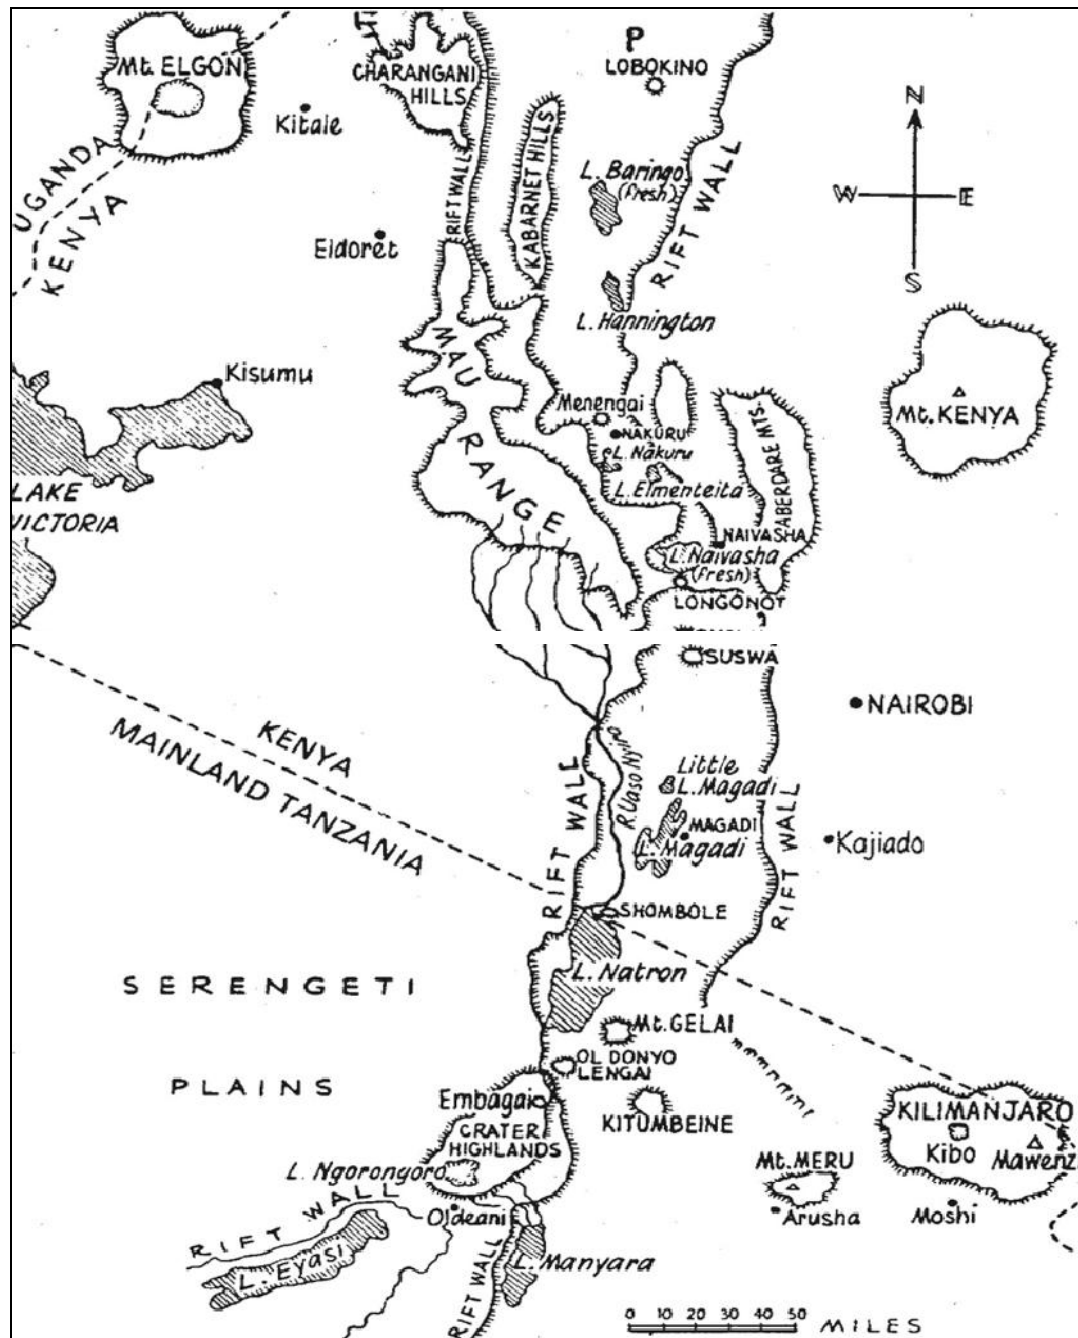 P
LOBOKINO
Mt. ELGON
CHARANGANI
HILLS
Kitale
N
W
E
S
UGANDA
KENYA
RIFT WALL
KABARNET HILLS
L. Baringo
(fresh)
RIFT WALL
Eldoret
L. Hannington
MAU
RANGE
Kisumu
Menengai
NAKURU
L. Nakuru
L. Elmenteita
ABERDARE MTS.
Mt. KENYA
LAKE
VICTORIA
NAIVASHA
L. Naivasha
(fresh)
LONGONOT
SUSWA
NAIROBI
KENYA
MAINLAND TANZANIA
RIFT WALL
R. Uaso Nyiro
Little
L. Magadi
MAGADI
L. Magadi
RIFT WALL
Kajiado
SHOMBOLE
SERENGETI
PLAINS
L. Natron
Mt. GELAI
OL DONYO
LENGAI
Embagai
CRATER
HIGHLANDS
KITUMBEINE
KILIMANJARO
Kibo
Mawenz
L. Ngorongoro
Mt. MERU
Arusha
Moshi
RIFT WALL
Oldeani
L. Eyasi
RIFT WALL
L. Manyara
0 10 20 30 40 50
MILES